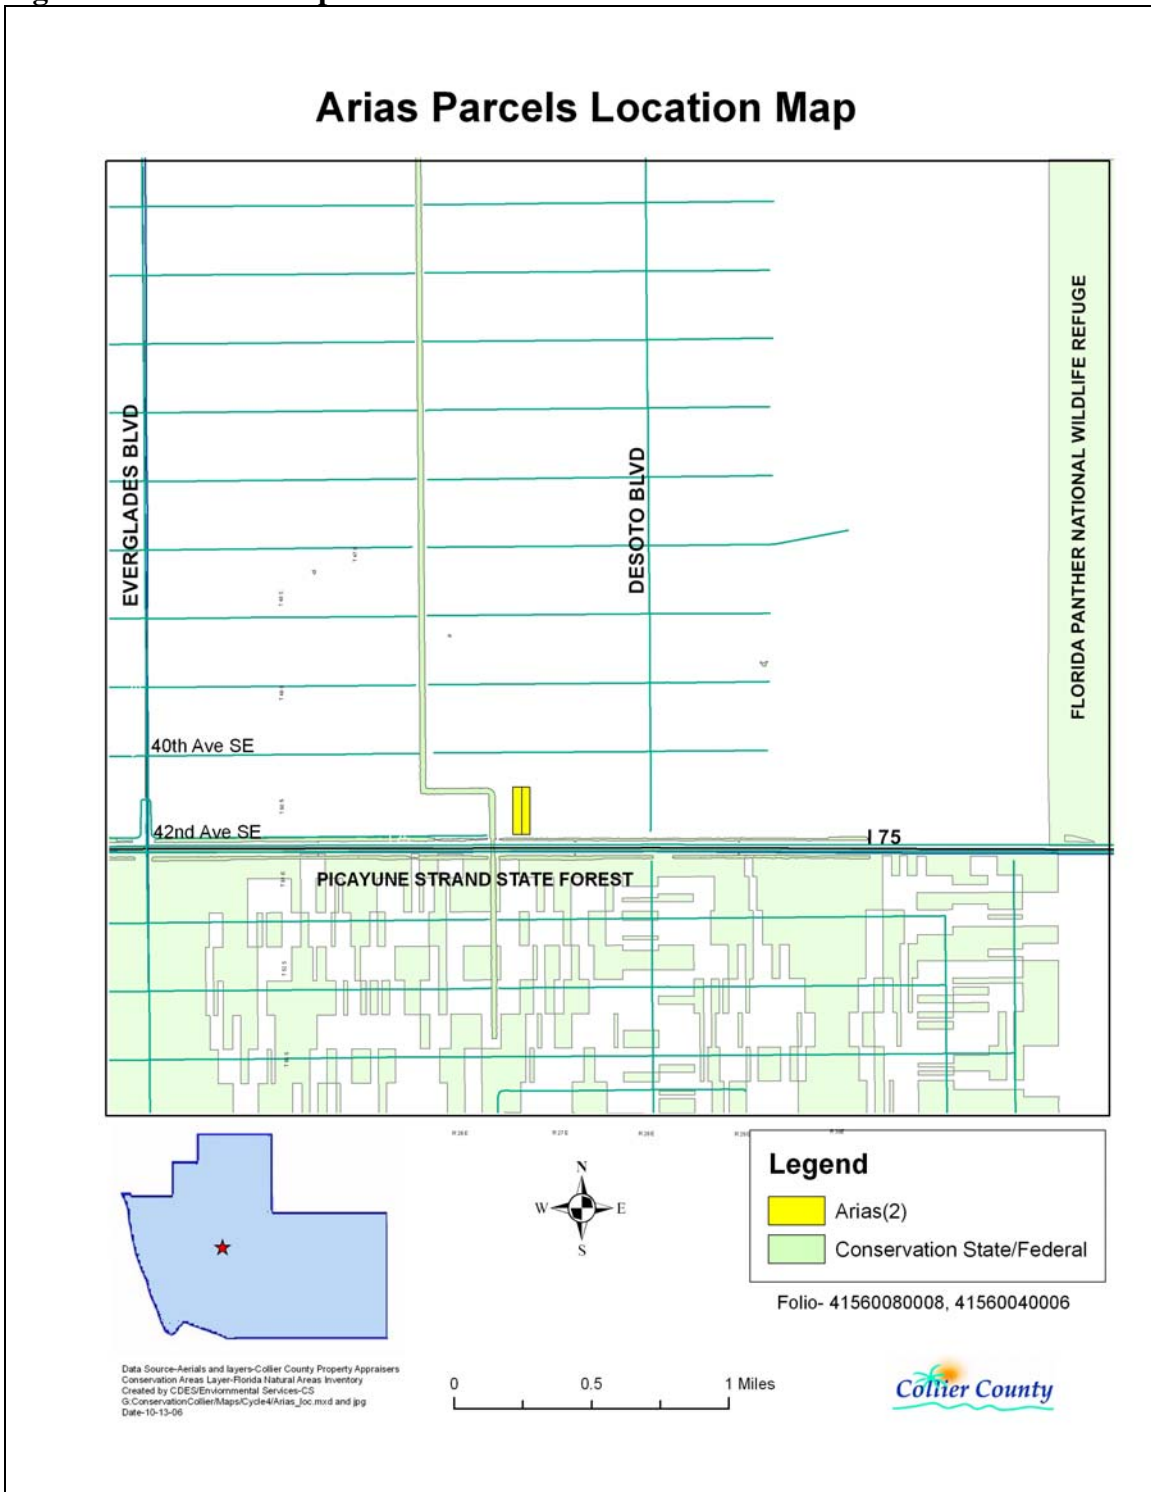 Arias Parcels Location Map
EVERGLADES BLVD
DESOTO BLVD
FLORIDA PANTHER NATIONAL WILDLIFE REFUGE
40th Ave SE
42nd Ave SE
I 75
PICAYUNE STRAND STATE FOREST
R 26 E
R 27 E
Legend
Arias(2)
Conservation State/Federal
Folio- 41560080008, 41560040006
N
W
E
S
Data Source-Aerials and layers-Collier County Property Appraisers
Conservation Areas Layer-Florida Natural Areas Inventory
Created by CDES/Enviornmental Services-CS
G:ConservationCollier/Maps/Cycle4/Arias_loc.mxd and jpg
Date-10-13-06
0
0.5
1 Miles
Collier County